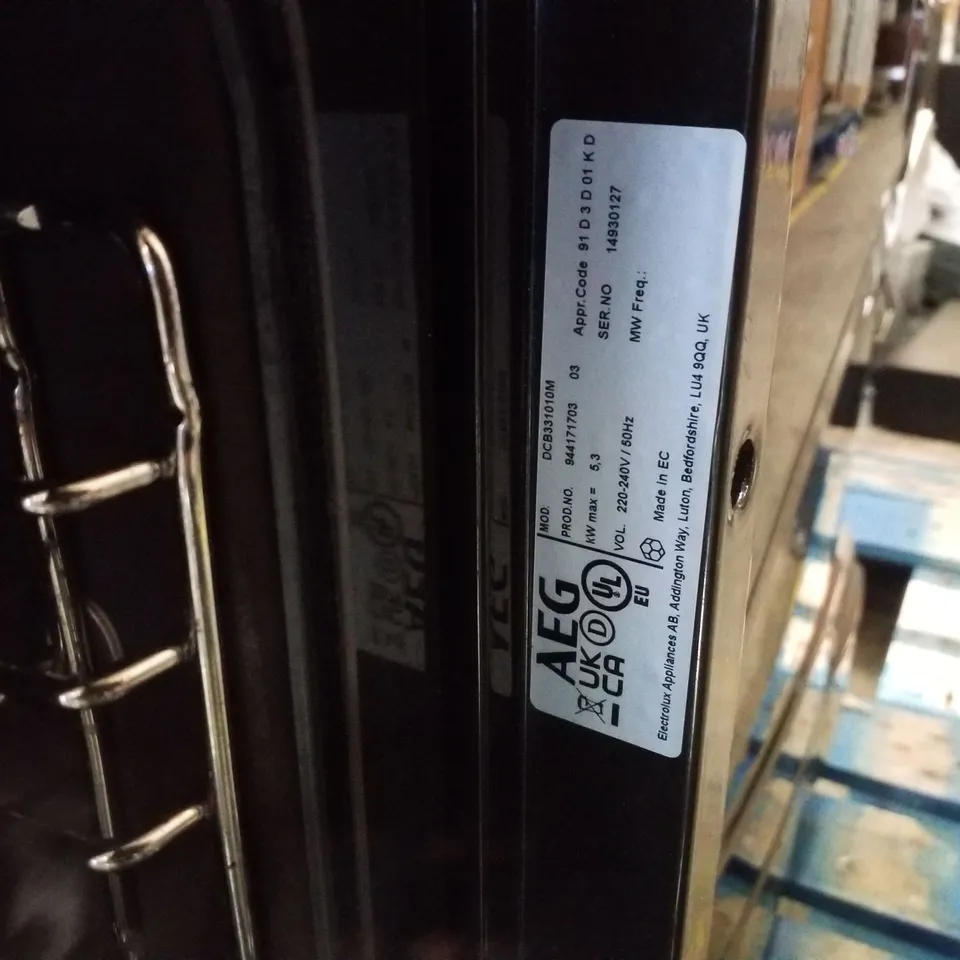 AEG
UK
CA
D
UL
EU
MOD. DCB331010M
PROD.NO. 944171703 03 Appr.Code 91 D 3 D 01 K D
kW max = 5,3 SER.NO 14930127
VOL. 220-240V / 50Hz MW Freq.:
Made in EC
Electrolux Appliances AB, Addington Way, Luton, Bedfordshire, LU4 9QQ, UK